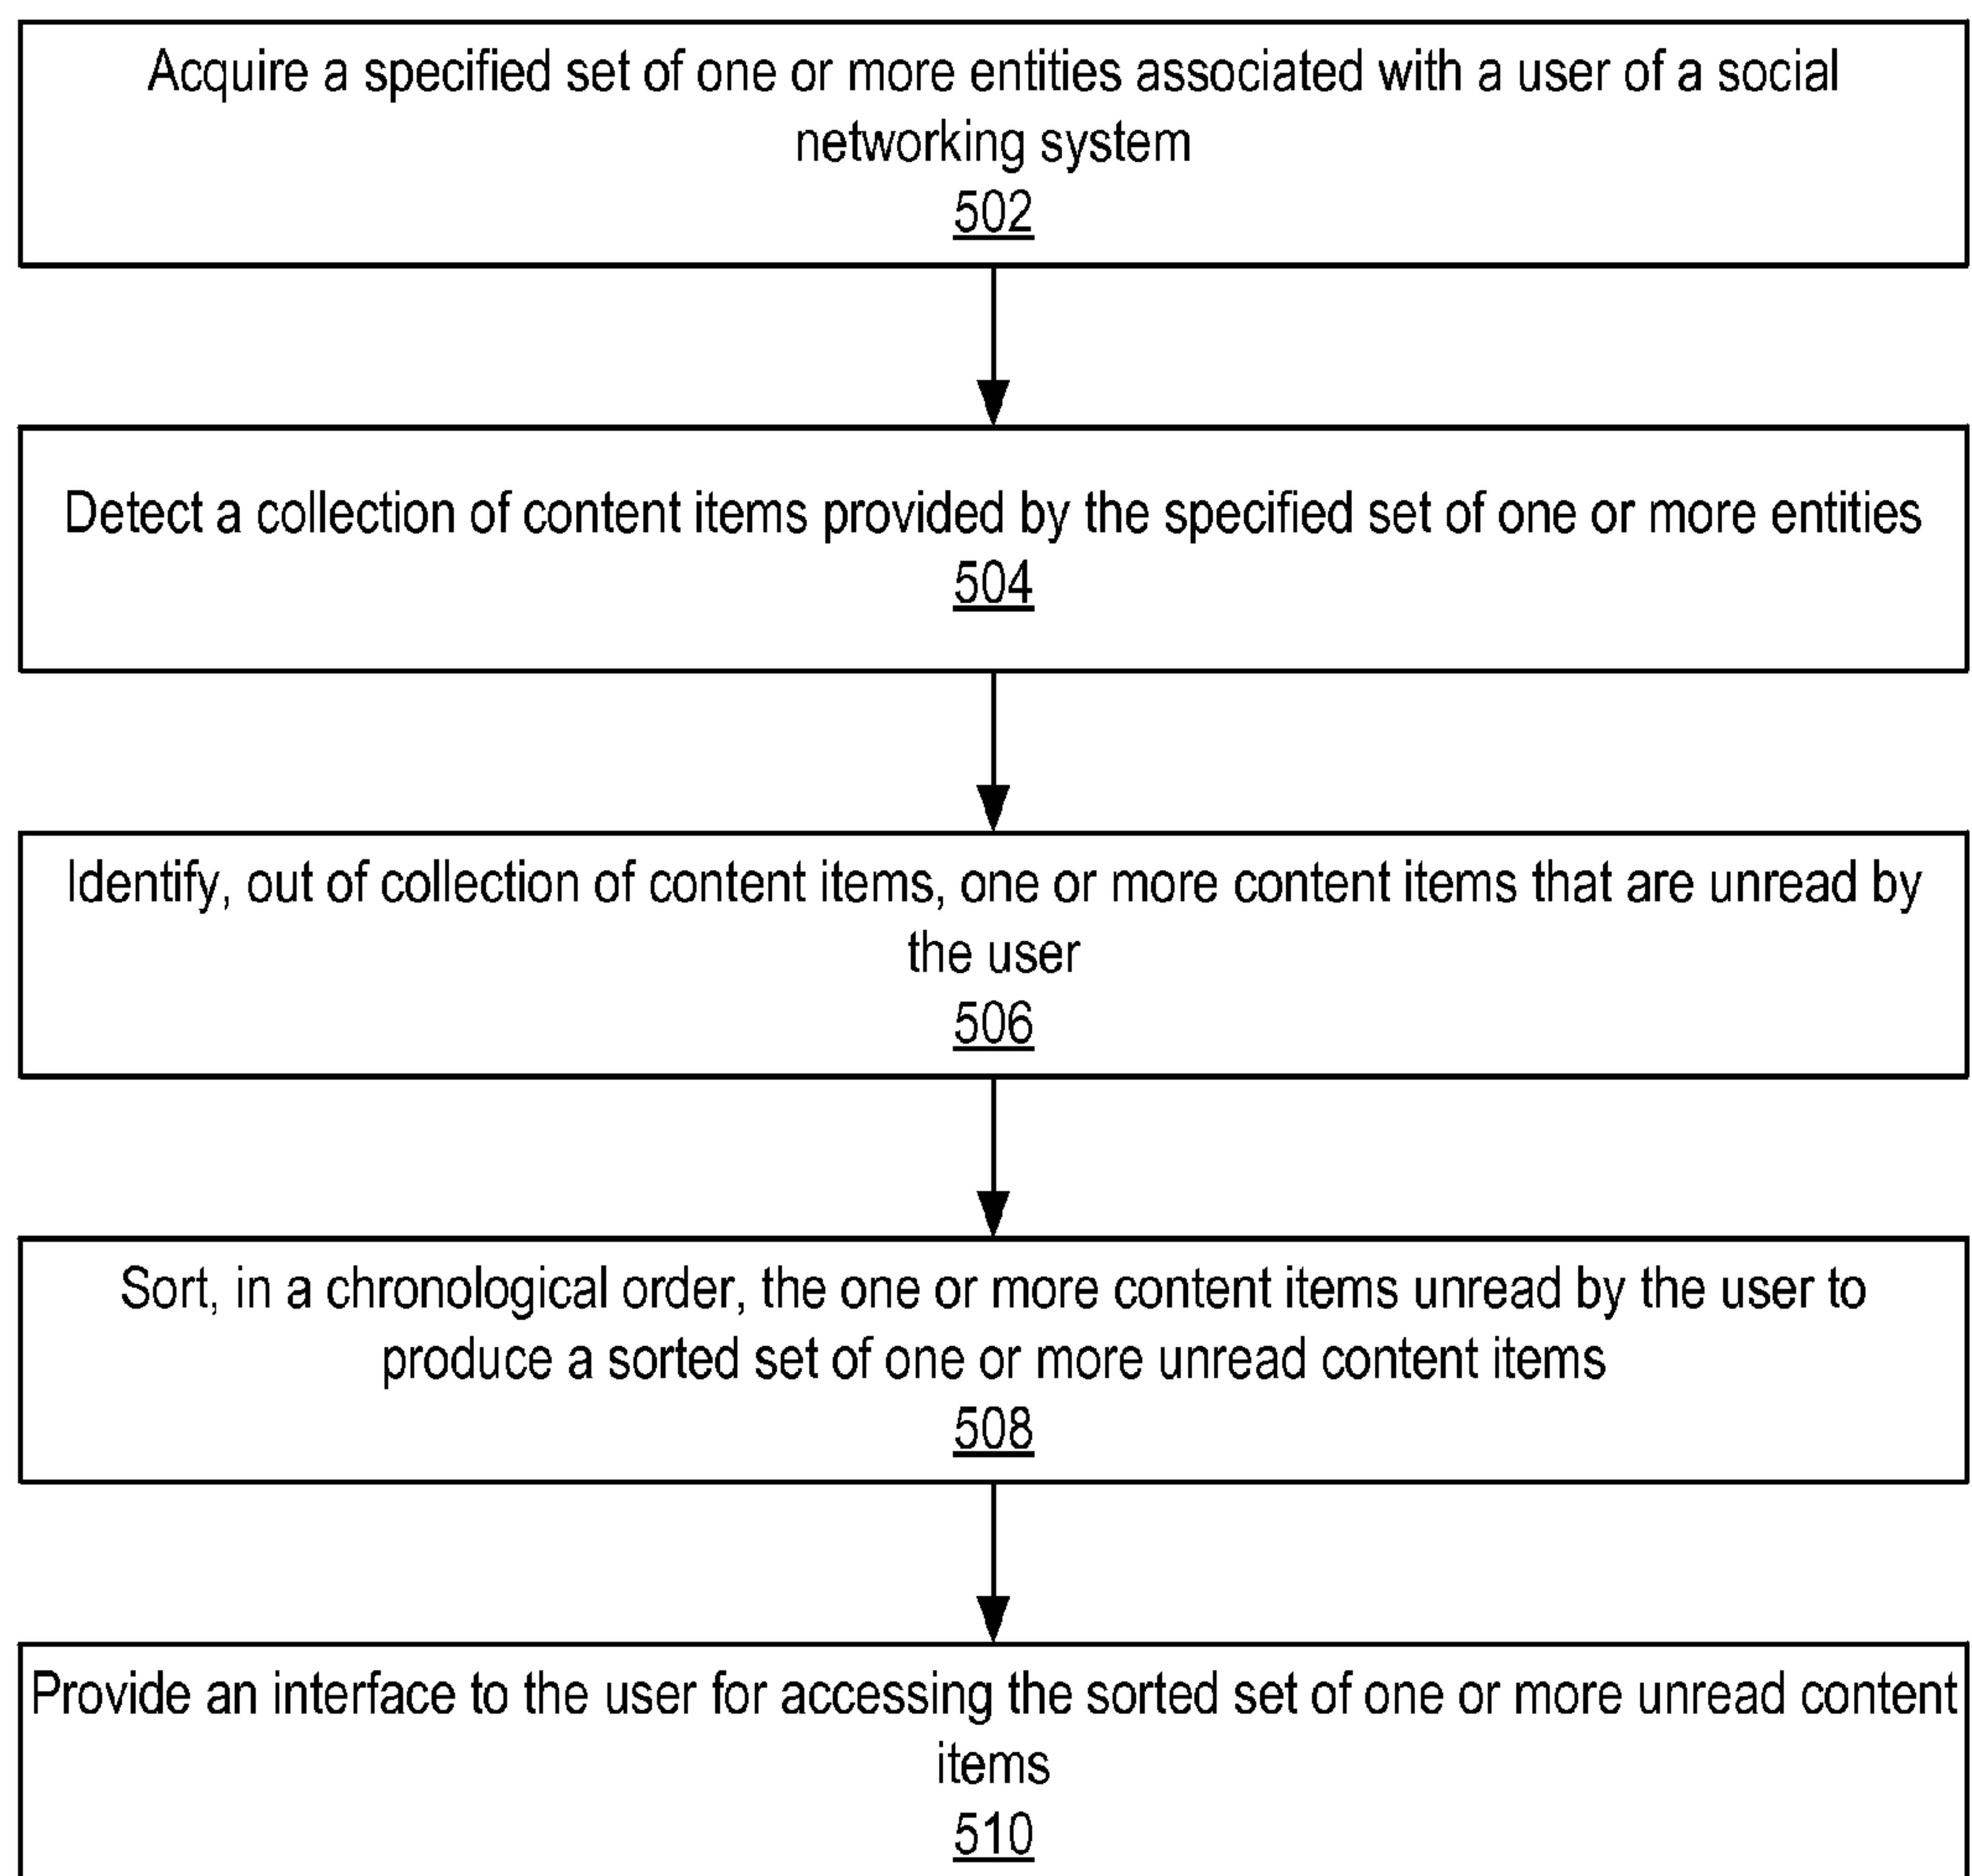 Acquire a specified set of one or more entities associated with a user of a social
networking system
502
Detect a collection of content items provided by the specified set of one or more entities
504
Identify, out of collection of content items, one or more content items that are unread by
the user
506
Sort, in a chronological order, the one or more content items unread by the user to
produce a sorted set of one or more unread content items
508
Provide an interface to the user for accessing the sorted set of one or more unread content
items
510